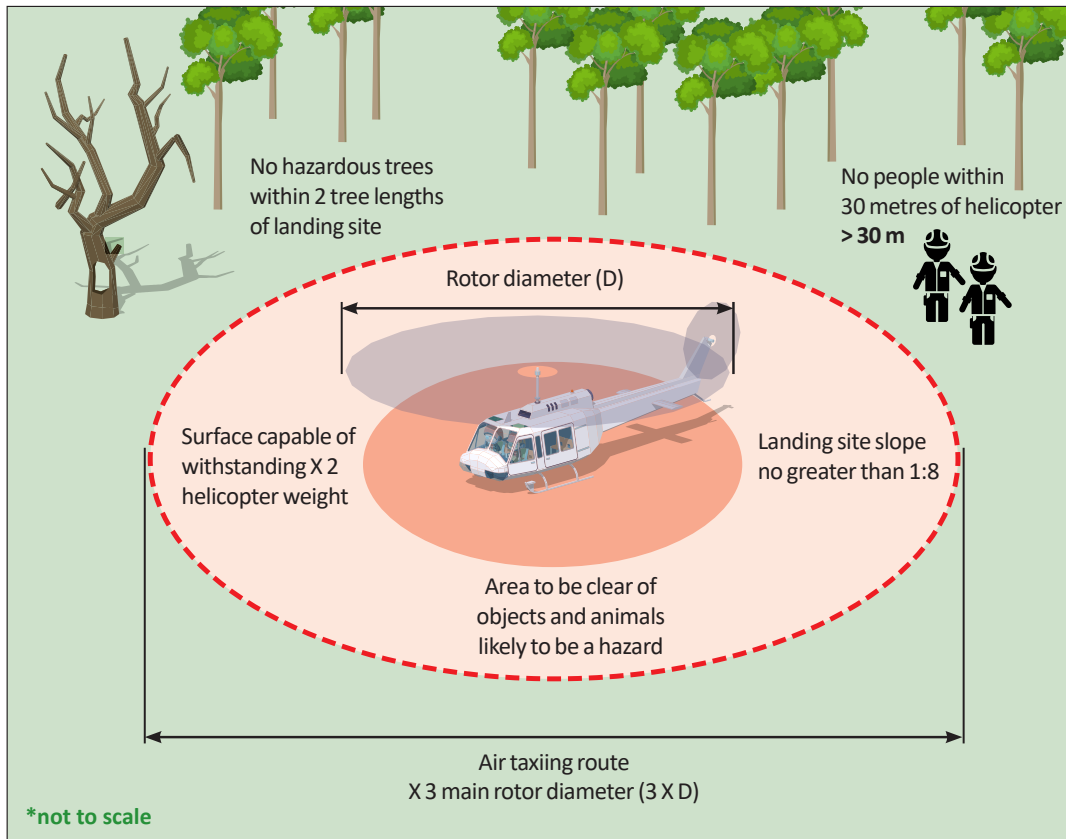 No hazardous trees
within 2 tree lengths
of landing site
No people within
30 metres of helicopter
> 30 m
Rotor diameter (D)
Surface capable of
withstanding X 2
helicopter weight
Landing site slope
no greater than 1:8
Area to be clear of
objects and animals
likely to be a hazard
Air taxiing route
X 3 main rotor diameter (3 X D)
*not to scale